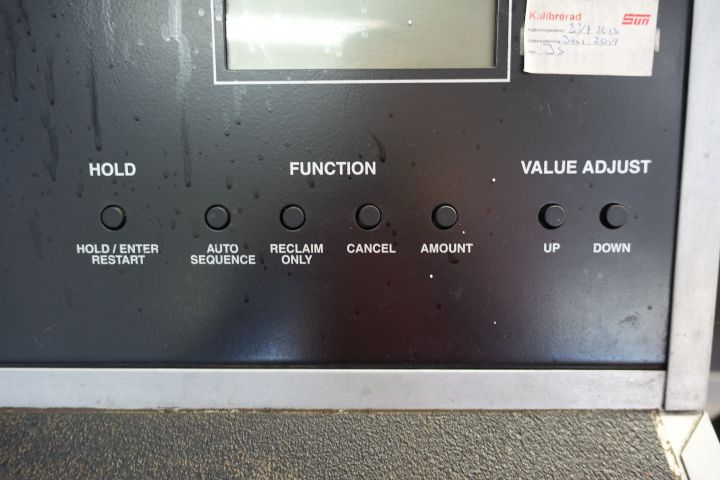 Kalibrerad
Sun
HOLD
FUNCTION
VALUE ADJUST
HOLD / ENTER
RESTART
AUTO
SEQUENCE
RECLAIM
ONLY
CANCEL
AMOUNT
UP
DOWN